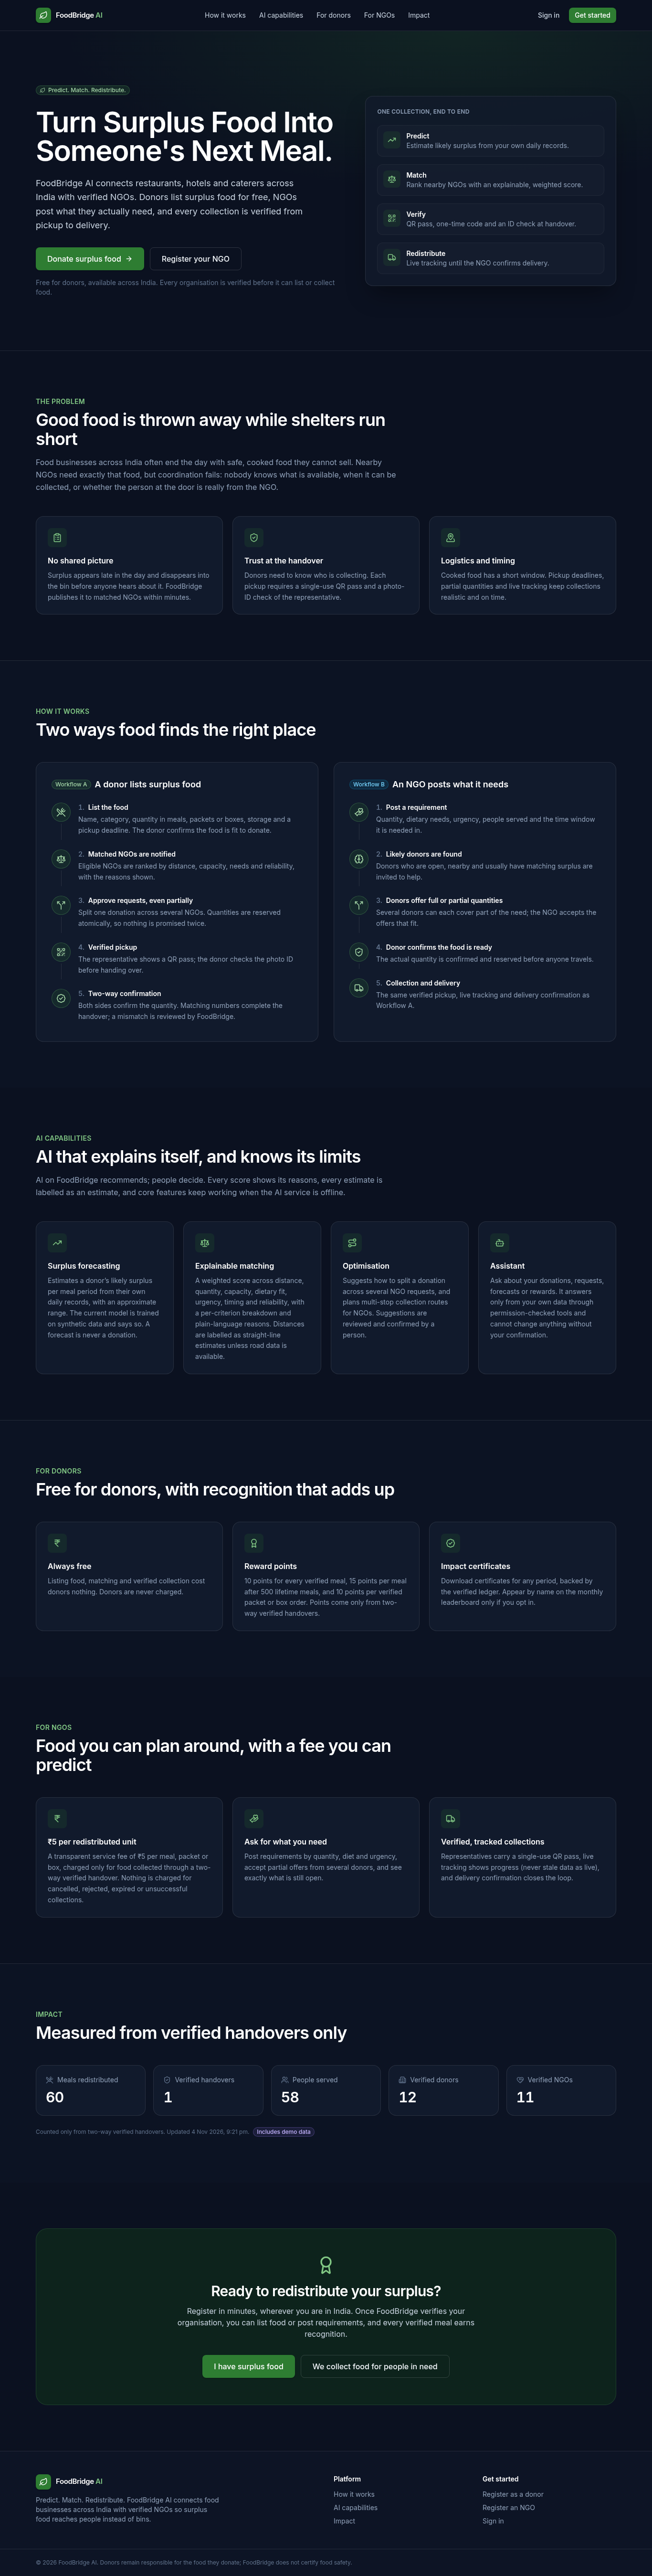 FoodBridge AI
How it works
AI capabilities
For donors
For NGOs
Impact
Sign in
Get started
Predict. Match. Redistribute.
Turn Surplus Food Into
Someone's Next Meal.
FoodBridge AI connects restaurants, hotels and caterers across
India with verified NGOs. Donors list surplus food for free, NGOs
post what they actually need, and every collection is verified from
pickup to delivery.
Donate surplus food
Register your NGO
Free for donors, available across India. Every organisation is verified before it can list or collect
food.
ONE COLLECTION, END TO END
Predict
Estimate likely surplus from your own daily records.
Match
Rank nearby NGOs with an explainable, weighted score.
Verify
QR pass, one-time code and an ID check at handover.
Redistribute
Live tracking until the NGO confirms delivery.
THE PROBLEM
Good food is thrown away while shelters run
short
Food businesses across India often end the day with safe, cooked food they cannot sell. Nearby
NGOs need exactly that food, but coordination fails: nobody knows what is available, when it can be
collected, or whether the person at the door is really from the NGO.
No shared picture
Surplus appears late in the day and disappears into
the bin before anyone hears about it. FoodBridge
publishes it to matched NGOs within minutes.
Trust at the handover
Donors need to know who is collecting. Each
pickup requires a single-use QR pass and a photo-
ID check of the representative.
Logistics and timing
Cooked food has a short window. Pickup deadlines,
partial quantities and live tracking keep collections
realistic and on time.
HOW IT WORKS
Two ways food finds the right place
Workflow A
A donor lists surplus food
1. List the food
Name, category, quantity in meals, packets or boxes, storage and a
pickup deadline. The donor confirms the food is fit to donate.
2. Matched NGOs are notified
Eligible NGOs are ranked by distance, capacity, needs and reliability,
with the reasons shown.
3. Approve requests, even partially
Split one donation across several NGOs. Quantities are reserved
atomically, so nothing is promised twice.
4. Verified pickup
The representative shows a QR pass; the donor checks the photo ID
before handing over.
5. Two-way confirmation
Both sides confirm the quantity. Matching numbers complete the
handover; a mismatch is reviewed by FoodBridge.
Workflow B
An NGO posts what it needs
1. Post a requirement
Quantity, dietary needs, urgency, people served and the time window
it is needed in.
2. Likely donors are found
Donors who are open, nearby and usually have matching surplus are
invited to help.
3. Donors offer full or partial quantities
Several donors can each cover part of the need; the NGO accepts the
offers that fit.
4. Donor confirms the food is ready
The actual quantity is confirmed and reserved before anyone travels.
5. Collection and delivery
The same verified pickup, live tracking and delivery confirmation as
Workflow A.
AI CAPABILITIES
AI that explains itself, and knows its limits
AI on FoodBridge recommends; people decide. Every score shows its reasons, every estimate is
labelled as an estimate, and core features keep working when the AI service is offline.
Surplus forecasting
Estimates a donor's likely surplus
per meal period from their own
daily records, with an approximate
range. The current model is trained
on synthetic data and says so. A
forecast is never a donation.
Explainable matching
A weighted score across distance,
quantity, capacity, dietary fit,
urgency, timing and reliability, with
a per-criterion breakdown and
plain-language reasons. Distances
are labelled as straight-line
estimates unless road data is
available.
Optimisation
Suggests how to split a donation
across several NGO requests, and
plans multi-stop collection routes
for NGOs. Suggestions are
reviewed and confirmed by a
person.
Assistant
Ask about your donations, requests,
forecasts or rewards. It answers
only from your own data through
permission-checked tools and
cannot change anything without
your confirmation.
FOR DONORS
Free for donors, with recognition that adds up
Always free
Listing food, matching and verified collection cost
donors nothing. Donors are never charged.
Reward points
10 points for every verified meal, 15 points per meal
after 500 lifetime meals, and 10 points per verified
packet or box order. Points come only from two-
way verified handovers.
Impact certificates
Download certificates for any period, backed by
the verified ledger. Appear by name on the monthly
leaderboard only if you opt in.
FOR NGOS
Food you can plan around, with a fee you can
predict
₹5 per redistributed unit
A transparent service fee of ₹5 per meal, packet or
box, charged only for food collected through a two-
way verified handover. Nothing is charged for
cancelled, rejected, expired or unsuccessful
collections.
Ask for what you need
Post requirements by quantity, diet and urgency,
accept partial offers from several donors, and see
exactly what is still open.
Verified, tracked collections
Representatives carry a single-use QR pass, live
tracking shows progress (never stale data as live),
and delivery confirmation closes the loop.
IMPACT
Measured from verified handovers only
Meals redistributed
60
Verified handovers
1
People served
58
Verified donors
12
Verified NGOs
11
Counted only from two-way verified handovers. Updated 4 Nov 2026, 9:21 pm.
Includes demo data
Ready to redistribute your surplus?
Register in minutes, wherever you are in India. Once FoodBridge verifies your
organisation, you can list food or post requirements, and every verified meal earns
recognition.
I have surplus food
We collect food for people in need
FoodBridge AI
Predict. Match. Redistribute. FoodBridge AI connects food
businesses across India with verified NGOs so surplus
food reaches people instead of bins.
Platform
How it works
AI capabilities
Impact
Get started
Register as a donor
Register an NGO
Sign in
© 2026 FoodBridge AI. Donors remain responsible for the food they donate; FoodBridge does not certify food safety.